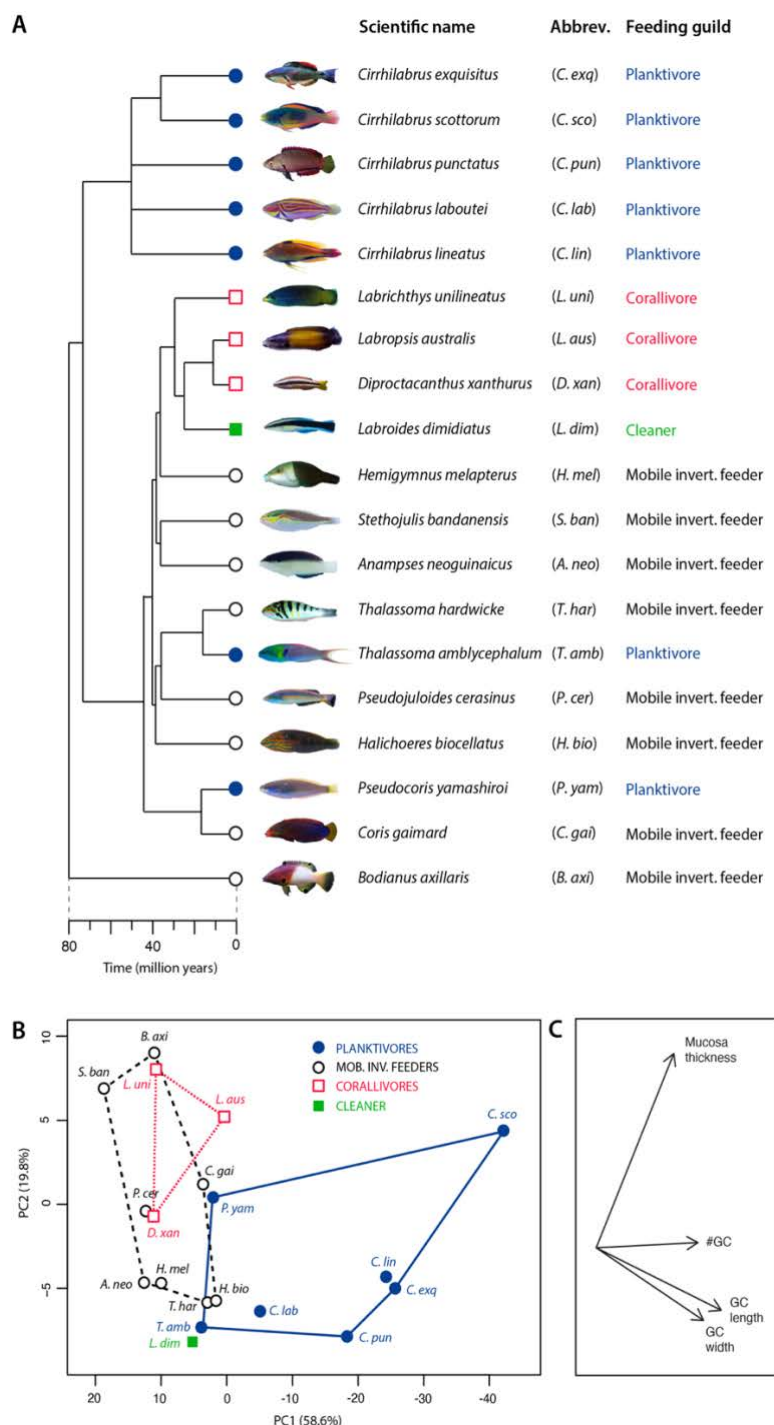 A
Scientific name Abbrev. Feeding guild
Cirrhilabrus exquisitus (C. exq) Planktivore
Cirrhilabrus scottorum (C. sco) Planktivore
Cirrhilabrus punctatus (C. pun) Planktivore
Cirrhilabrus laboutei (C. lab) Planktivore
Cirrhilabrus lineatus (C. lin) Planktivore
Labrichthys unilineatus (L. uni) Corallivore
Labropsis australis (L. aus) Corallivore
Diproctacanthus xanthurus (D. xan) Corallivore
Labroides dimidiatus (L. dim) Cleaner
Hemigymnus melapterus (H. mel) Mobile invert. feeder
Stethojulis bandanensis (S. ban) Mobile invert. feeder
Anampses neoguinaicus (A. neo) Mobile invert. feeder
Thalassoma hardwicke (T. har) Mobile invert. feeder
Thalassoma amblycephalum (T. amb) Planktivore
Pseudojuloides cerasinus (P. cer) Mobile invert. feeder
Halichoeres biocellatus (H. bio) Mobile invert. feeder
Pseudocoris yamashiroi (P. yam) Planktivore
Coris gaimard (C. gai) Mobile invert. feeder
Bodianus axillaris (B. axi) Mobile invert. feeder
80 40 0
Time (million years)
B
PC2 (19.8%)
10
5
0
-5
B. axi
S. ban
L. uni
L. aus
C. sco
C. gai
P. cer
P. yam
D. xan
C. lin
H. mel
A. neo
C. exq
H. bio
T. har
C. lab
T. amb
C. pun
L. dim
PLANKTIVORES
MOB. INV. FEEDERS
CORALLIVORES
CLEANER
20 10 0 -10 -20 -30 -40
PC1 (58.6%)
C
Mucosa
thickness
#GC
GC
length
GC
width